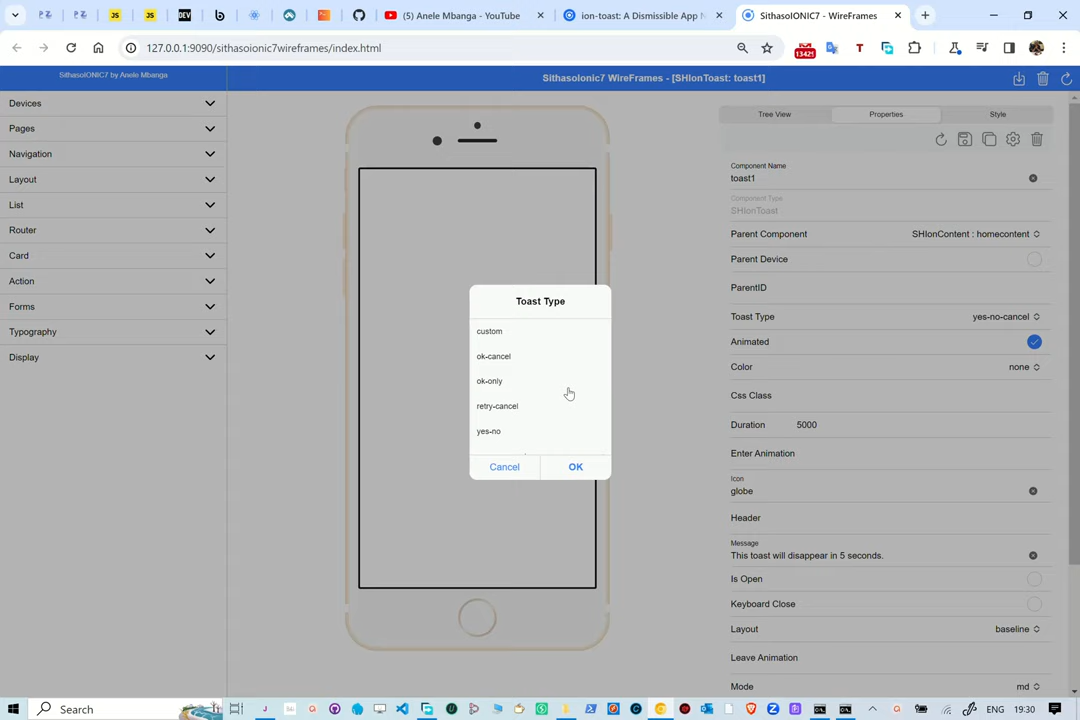 (5) Anele Mbanga - YouTube
ion-toast: A Dismissible App N
SithasoIONIC7 - WireFrames
127.0.0.1:9090/sithasoionic7wireframes/index.html
13421
SithasoIONIC7 by Anele Mbanga
SithasoIonic7 WireFrames - [SHIonToast: toast1]
Devices
Pages
Navigation
Layout
List
Router
Card
Action
Forms
Typography
Display
Toast Type
custom
ok-cancel
ok-only
retry-cancel
yes-no
Cancel
OK
Tree View
Properties
Style
Component Name
toast1
Component Type
SHIonToast
Parent Component
SHIonContent : homecontent
Parent Device
ParentID
Toast Type
yes-no-cancel
Animated
Color
none
Css Class
Duration
5000
Enter Animation
Icon
globe
Header
Message
This toast will disappear in 5 seconds.
Is Open
Keyboard Close
Layout
baseline
Leave Animation
Mode
md
Search
ENG
19:30